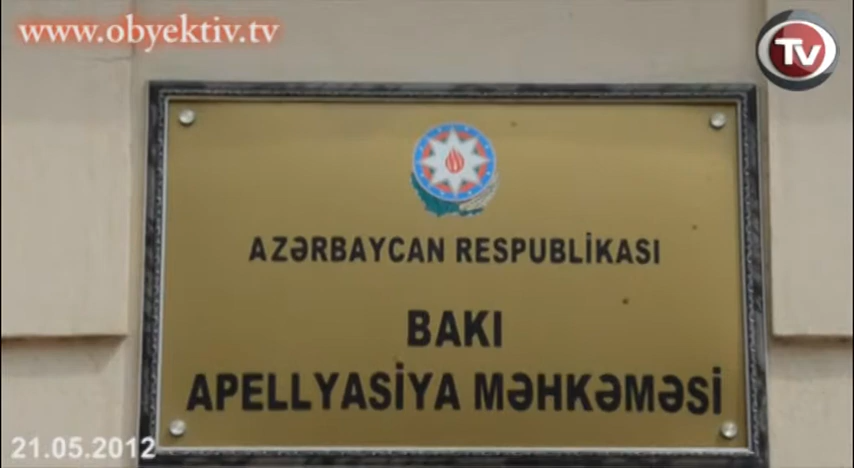 www.obyektiv.tv
TV
AZƏRBAYCAN RESPUBLİKASI
BAKI
APELLYASİYA MƏHKƏMƏSİ
21.05.2012